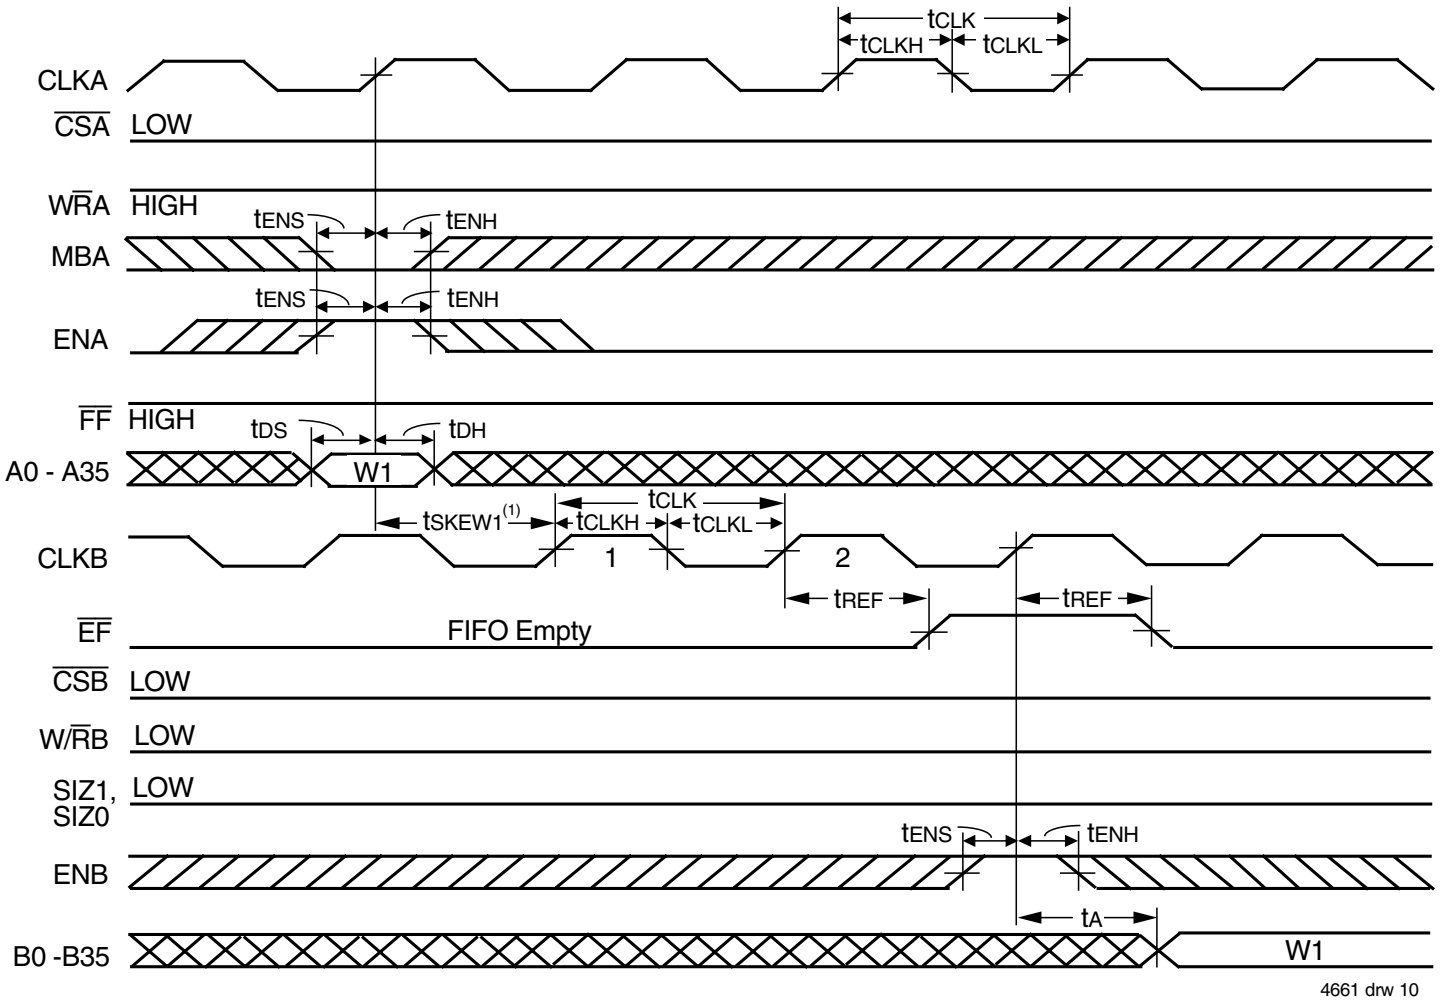 tCLK
tCLKH tCLKL
CLKA
CSA LOW
WRA HIGH
tENS tENH
MBA
tENS tENH
ENA
FF HIGH
tDS tDH
A0 - A35 W1
tCLK
tSKEW1(1) tCLKH tCLKL
CLKB 1 2
tREF tREF
EF FIFO Empty
CSB LOW
W/RB LOW
SIZ1, LOW
SIZ0
tENS tENH
ENB
tA
B0 -B35 W1
4661 drw 10